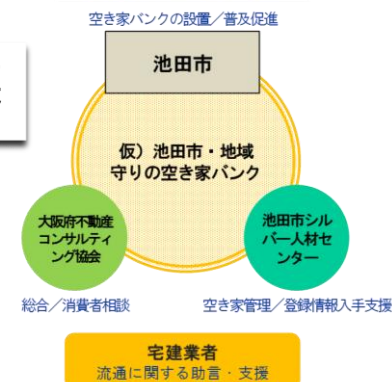 空き家バンクの設置／普及促進
池田市
仮）池田市・地域
守りの空き家バンク
大阪府不動産
コンサルティ
ング協会
池田市シル
バー人材セ
ンター
総合／消費者相談
空き家管理／登録情報入手支援
宅建業者
流通に関する助言・支援